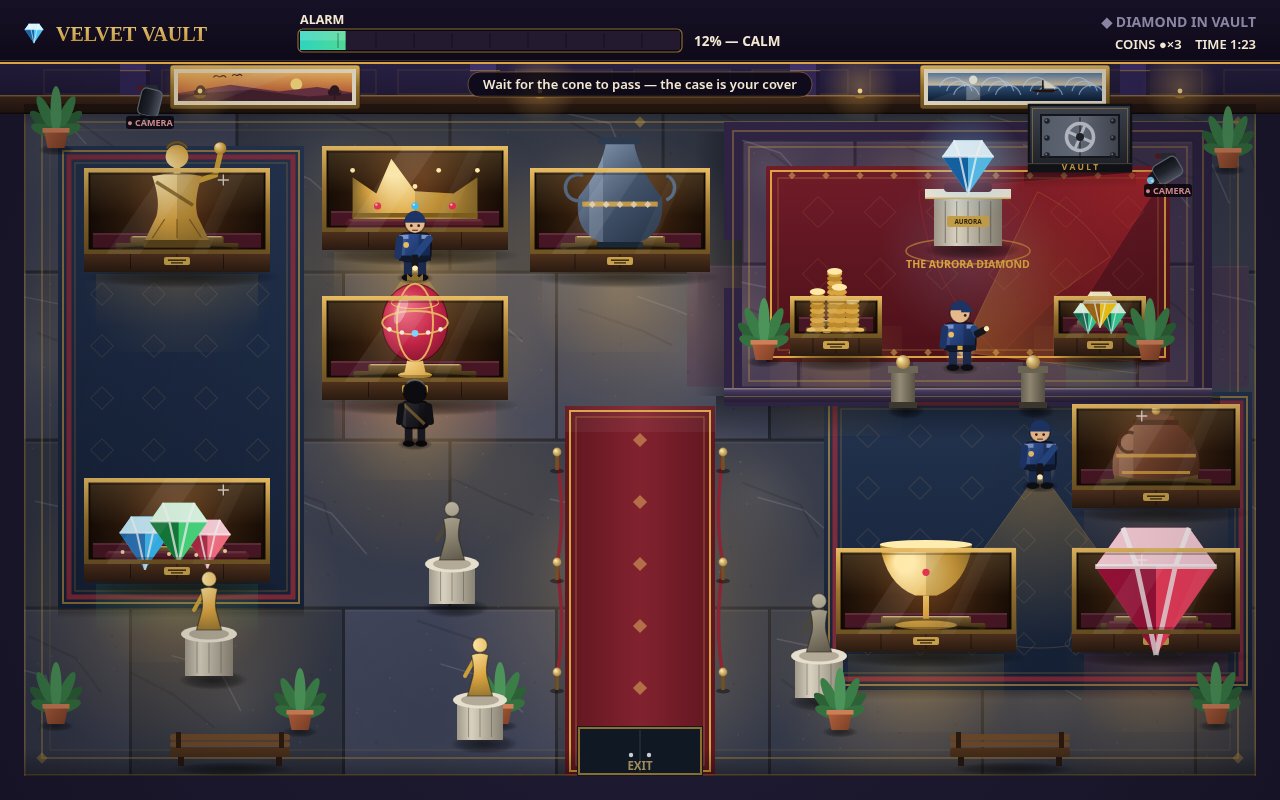 VELVET VAULT
ALARM
12% — CALM
◆ DIAMOND IN VAULT
COINS ●×3 TIME 1:23
Wait for the cone to pass — the case is your cover
● CAMERA
VAULT
● CAMERA
AURORA
THE AURORA DIAMOND
EXIT